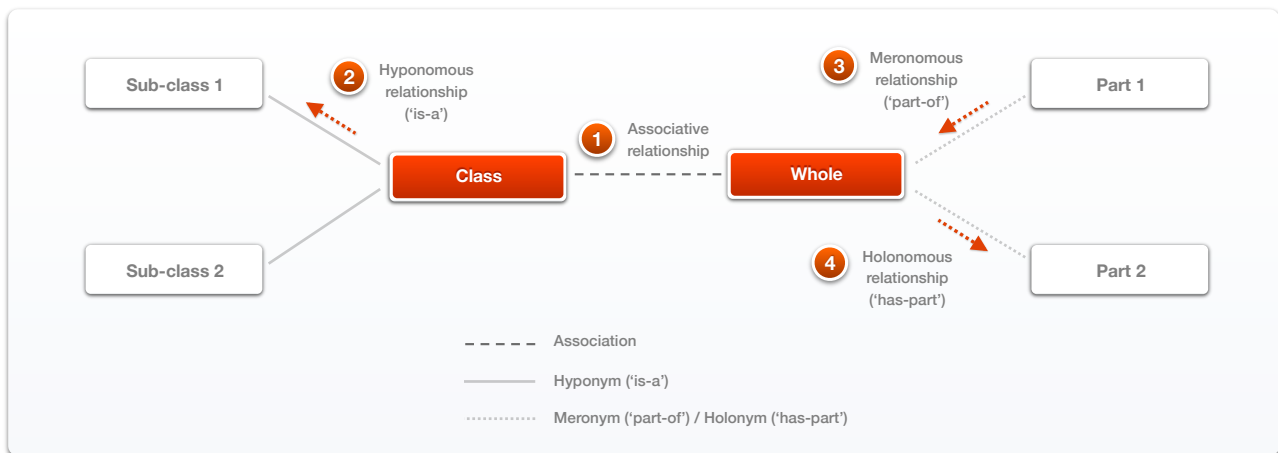 Sub-class 1
2
Hyponomous
relationship
(‘is-a’)
3
Meronomous
relationship
(‘part-of’)
Part 1
1
Associative
relationship
Class
Whole
Sub-class 2
4
Holonomous
relationship
(‘has-part’)
Part 2
Association
Hyponym (‘is-a’)
Meronym (‘part-of’) / Holonym (‘has-part’)